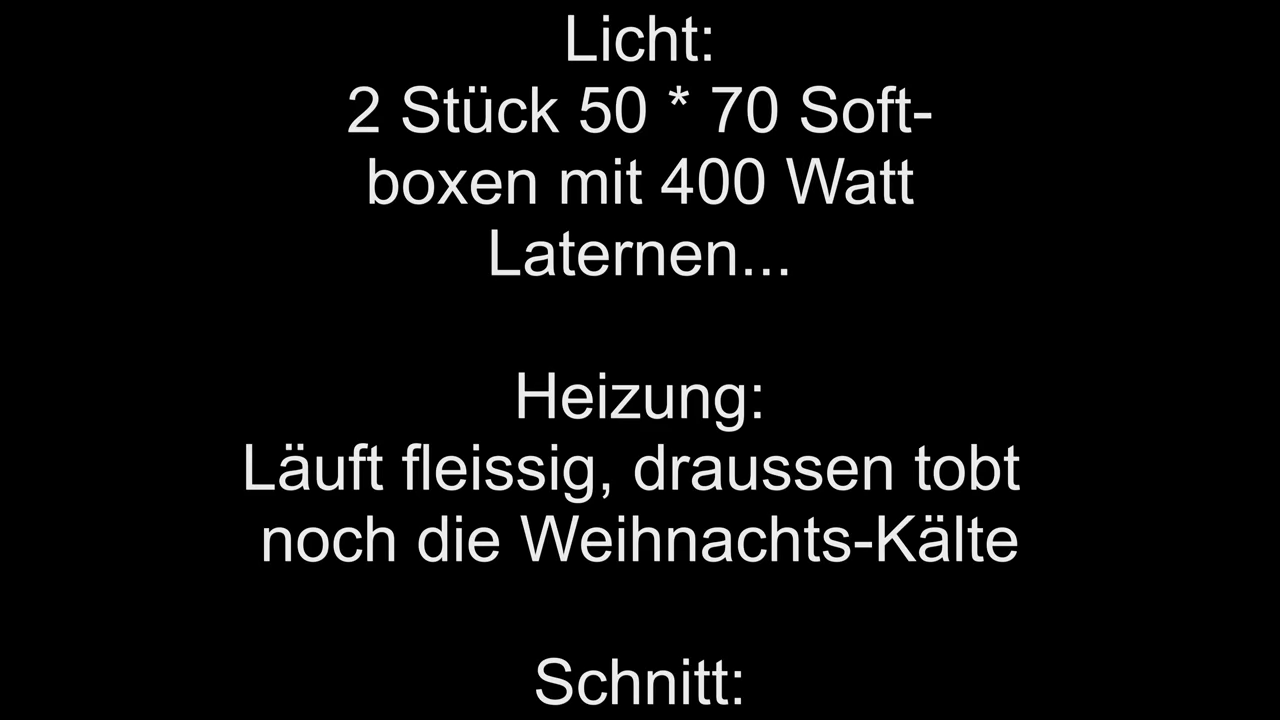 Licht:
2 Stück 50 * 70 Soft-
boxen mit 400 Watt
Laternen...
Heizung:
Läuft fleissig, draussen tobt
noch die Weihnachts-Kälte
Schnitt: